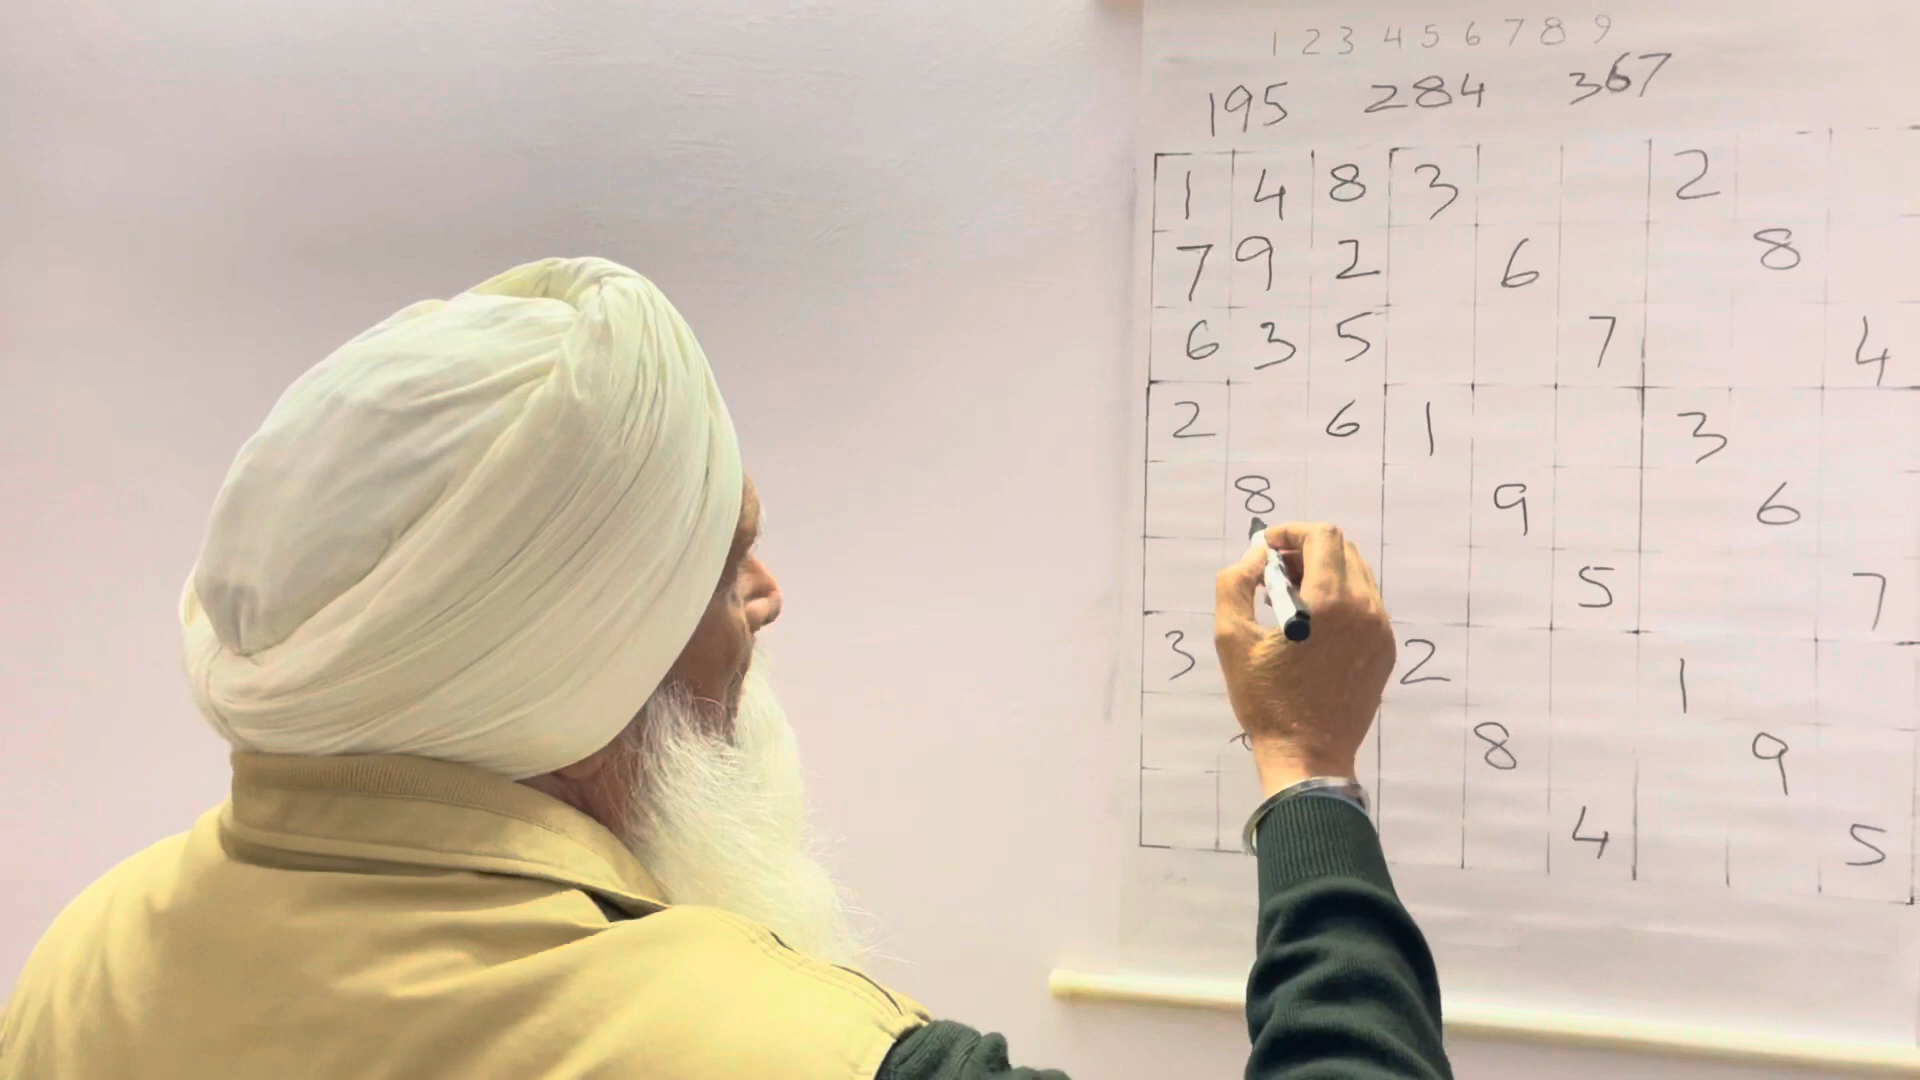 1 2 3 4 5 6 7 8 9
195 284 367
1 4 8 3 2
7 9 2 6 8
6 3 5 7 4
2 6 1 3
8 9 6
5 7
3 2 1
8 9
4 5